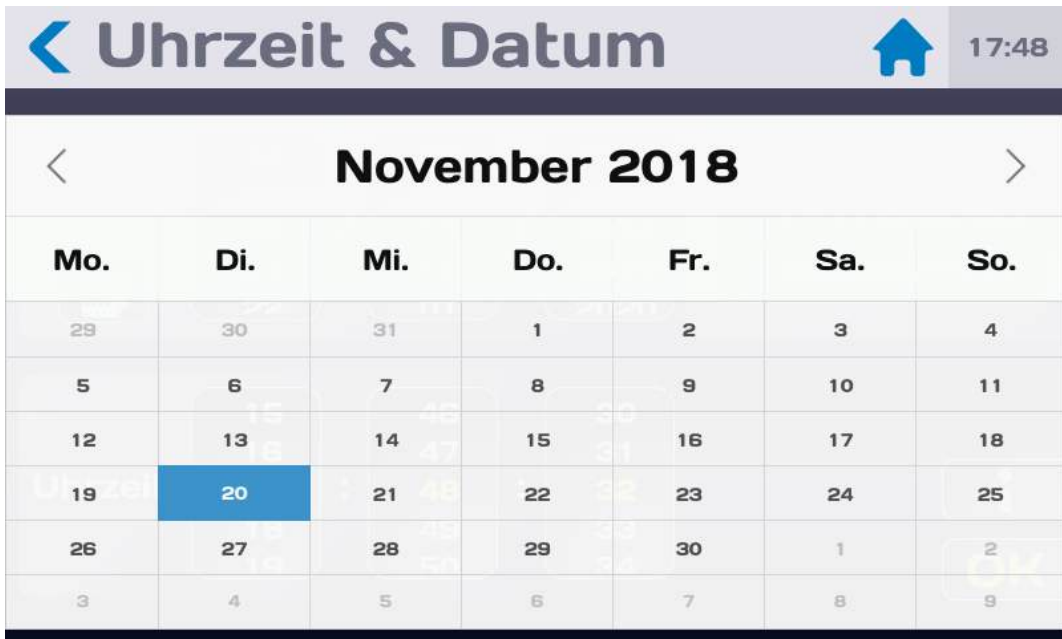 Uhrzeit & Datum 17:48
November 2018
Mo. Di. Mi. Do. Fr. Sa. So.
29 30 31 1 2 3 4
5 6 7 8 9 10 11
12 13 14 15 16 17 18
19 20 21 22 23 24 25
26 27 28 29 30 1 2
3 4 5 6 7 8 9